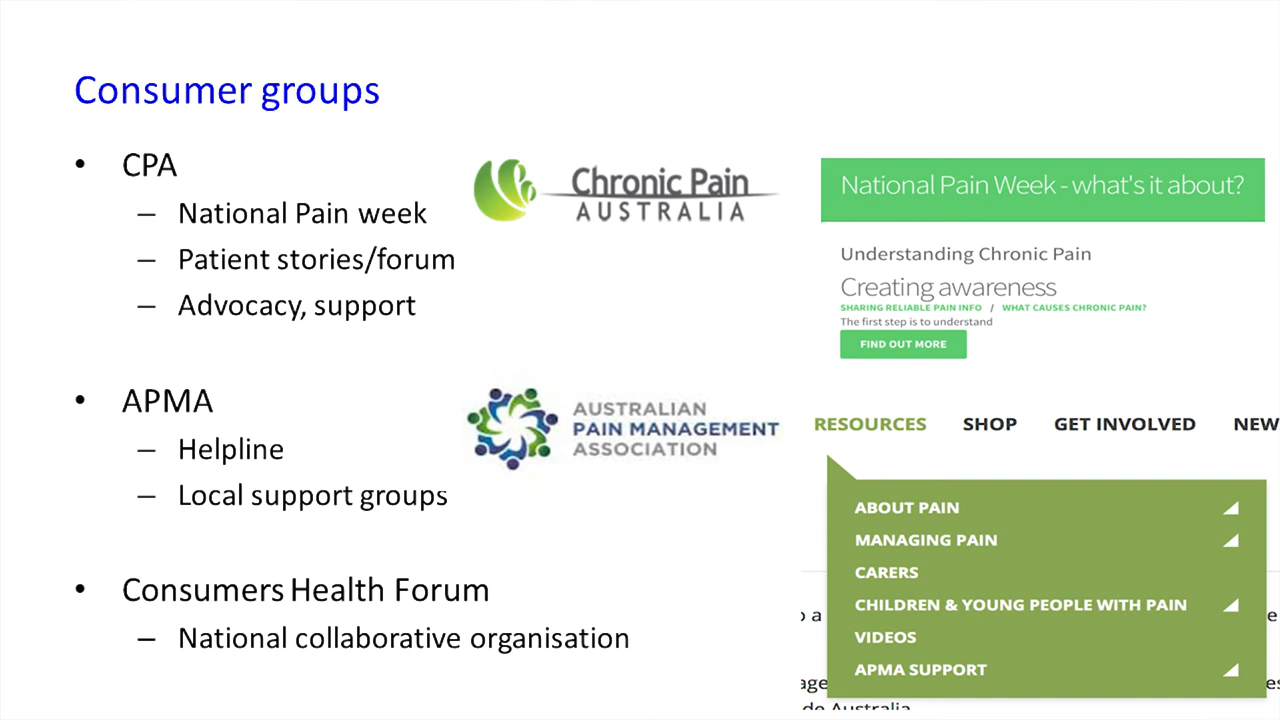 Consumer groups
• CPA
– National Pain week
– Patient stories/forum
– Advocacy, support
Chronic Pain
AUSTRALIA
National Pain Week - what's it about?
Understanding Chronic Pain
Creating awareness
SHARING RELIABLE PAIN INFO / WHAT CAUSES CHRONIC PAIN?
The first step is to understand
FIND OUT MORE
• APMA
– Helpline
– Local support groups
AUSTRALIAN
PAIN MANAGEMENT
ASSOCIATION
RESOURCES SHOP GET INVOLVED NEW
ABOUT PAIN
MANAGING PAIN
CARERS
CHILDREN & YOUNG PEOPLE WITH PAIN
VIDEOS
APMA SUPPORT
Australia
• Consumers Health Forum
– National collaborative organisation